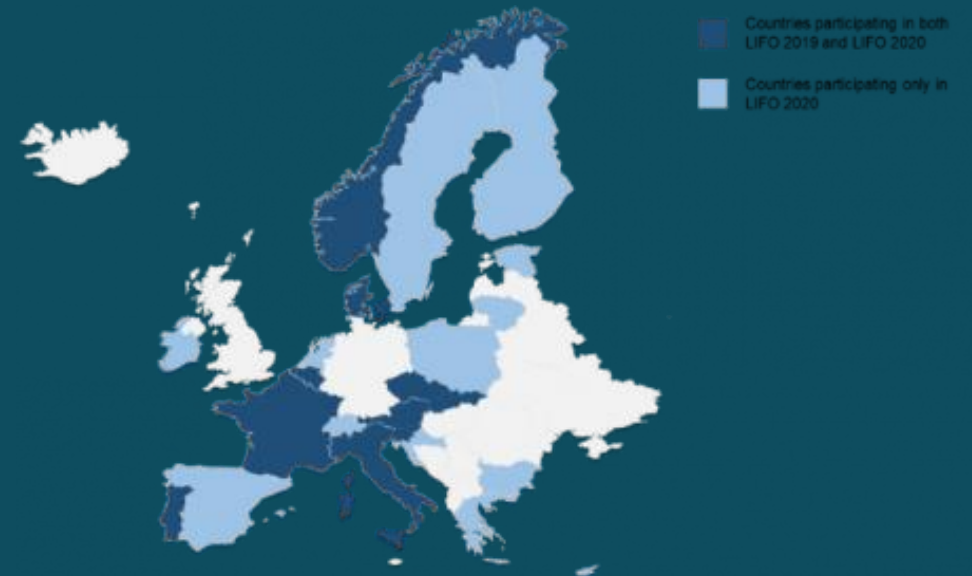 Countries participating in both
LIFO 2019 and LIFO 2020
Countries participating only in
LIFO 2020